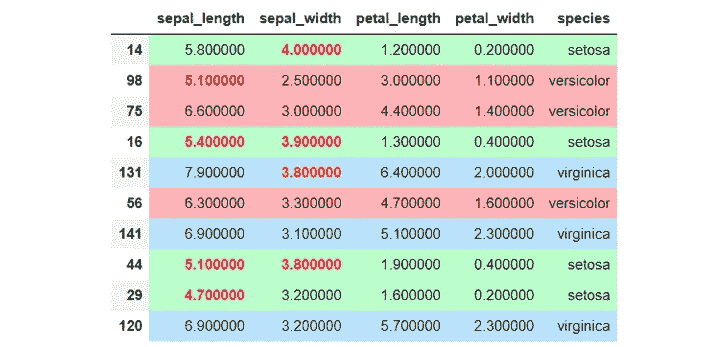 sepal_length sepal_width petal_length petal_width species
14 5.800000 4.000000 1.200000 0.200000 setosa
98 5.100000 2.500000 3.000000 1.100000 versicolor
75 6.600000 3.000000 4.400000 1.400000 versicolor
16 5.400000 3.900000 1.300000 0.400000 setosa
131 7.900000 3.800000 6.400000 2.000000 virginica
56 6.300000 3.300000 4.700000 1.600000 versicolor
141 6.900000 3.100000 5.100000 2.300000 virginica
44 5.100000 3.800000 1.900000 0.400000 setosa
29 4.700000 3.200000 1.600000 0.200000 setosa
120 6.900000 3.200000 5.700000 2.300000 virginica